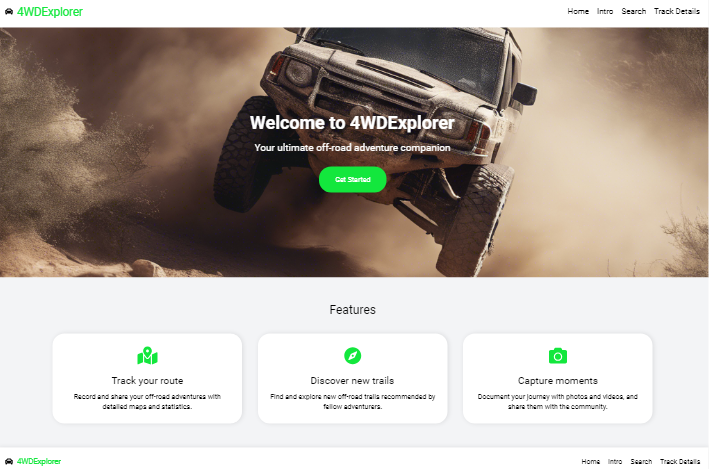 4WDExplorer
Home Intro Search Track Details
Welcome to 4WDExplorer
Your ultimate off-road adventure companion
Get Started
Features
Track your route
Record and share your off-road adventures with
detailed maps and statistics.
Discover new trails
Find and explore new off-road trails recommended by
fellow adventurers.
Capture moments
Document your journey with photos and videos, and
share them with the community.
4WDExplorer
Home Intro Search Track Details